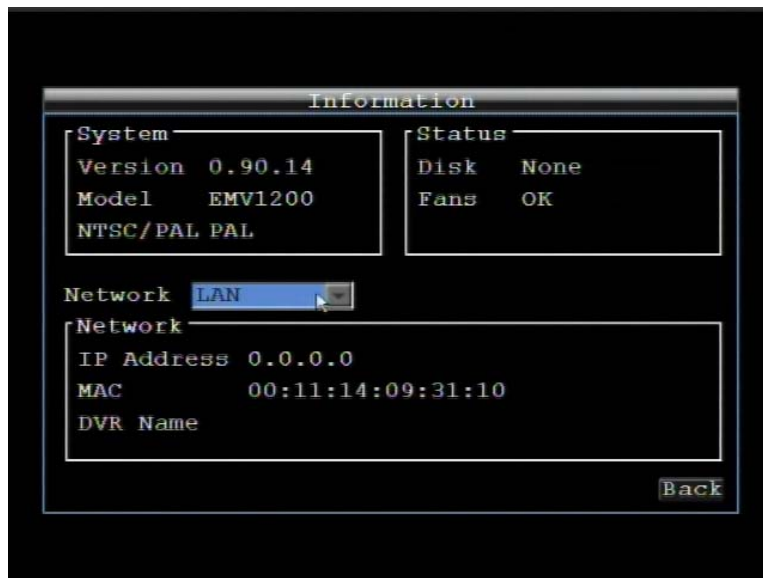 Information
System
Version 0.90.14
Model EMV1200
NTSC/PAL PAL
Status
Disk None
Fans OK
Network LAN
Network
IP Address 0.0.0.0
MAC 00:11:14:09:31:10
DVR Name
Back